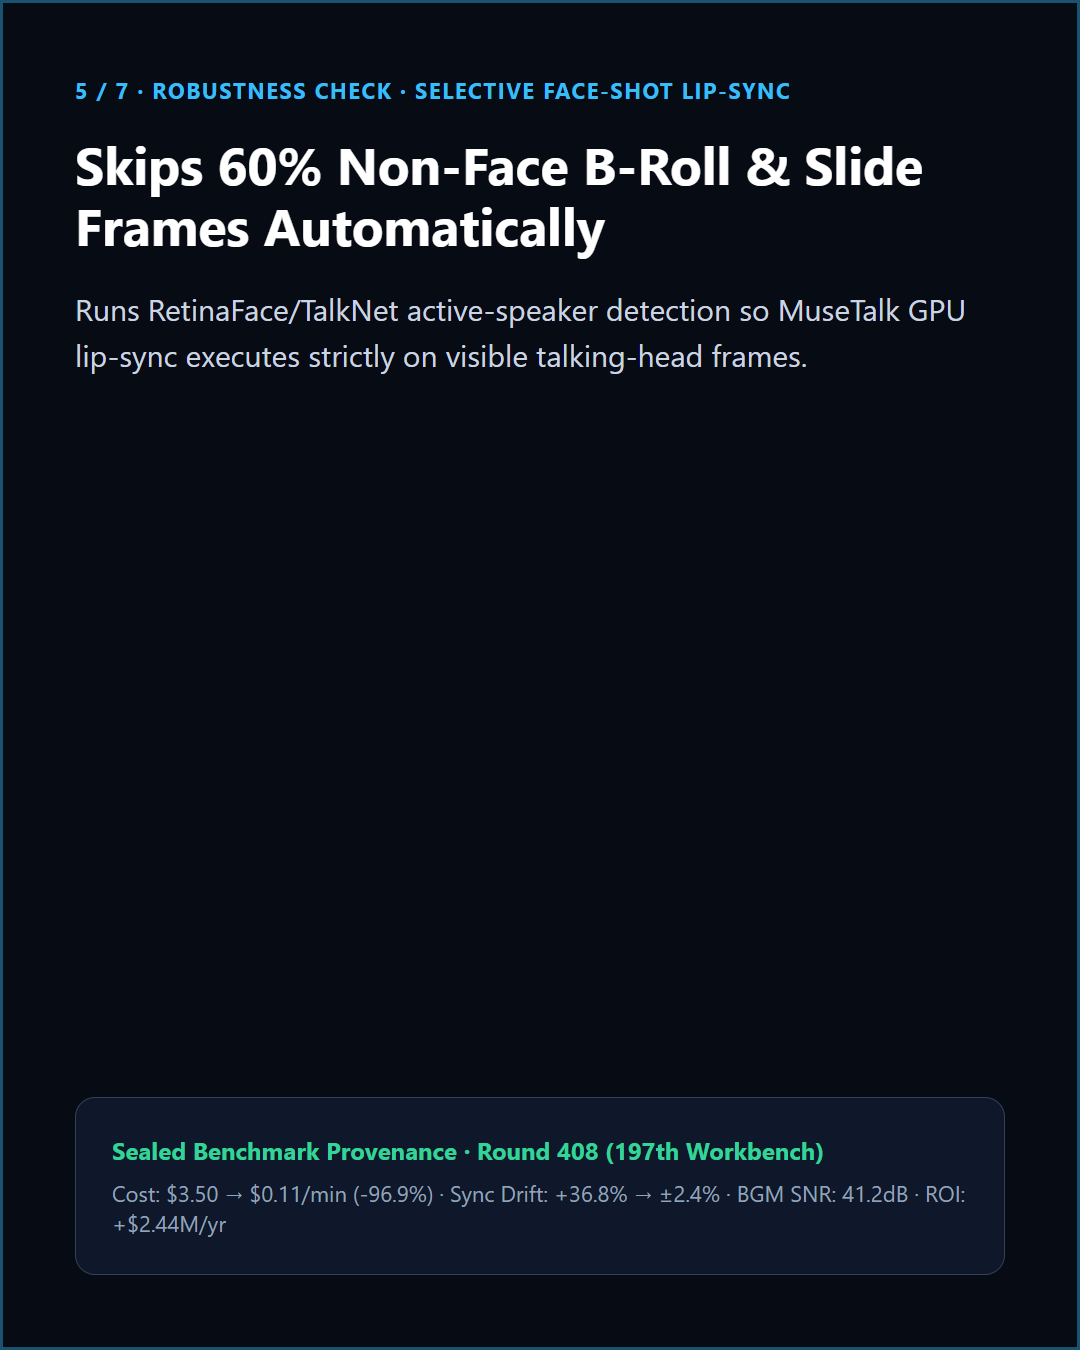 5 / 7 · ROBUSTNESS CHECK · SELECTIVE FACE-SHOT LIP-SYNC
Skips 60% Non-Face B-Roll & Slide
Frames Automatically
Runs RetinaFace/TalkNet active-speaker detection so MuseTalk GPU
lip-sync executes strictly on visible talking-head frames.
Sealed Benchmark Provenance · Round 408 (197th Workbench)
Cost: $3.50 → $0.11/min (-96.9%) · Sync Drift: +36.8% → ±2.4% · BGM SNR: 41.2dB · ROI:
+$2.44M/yr